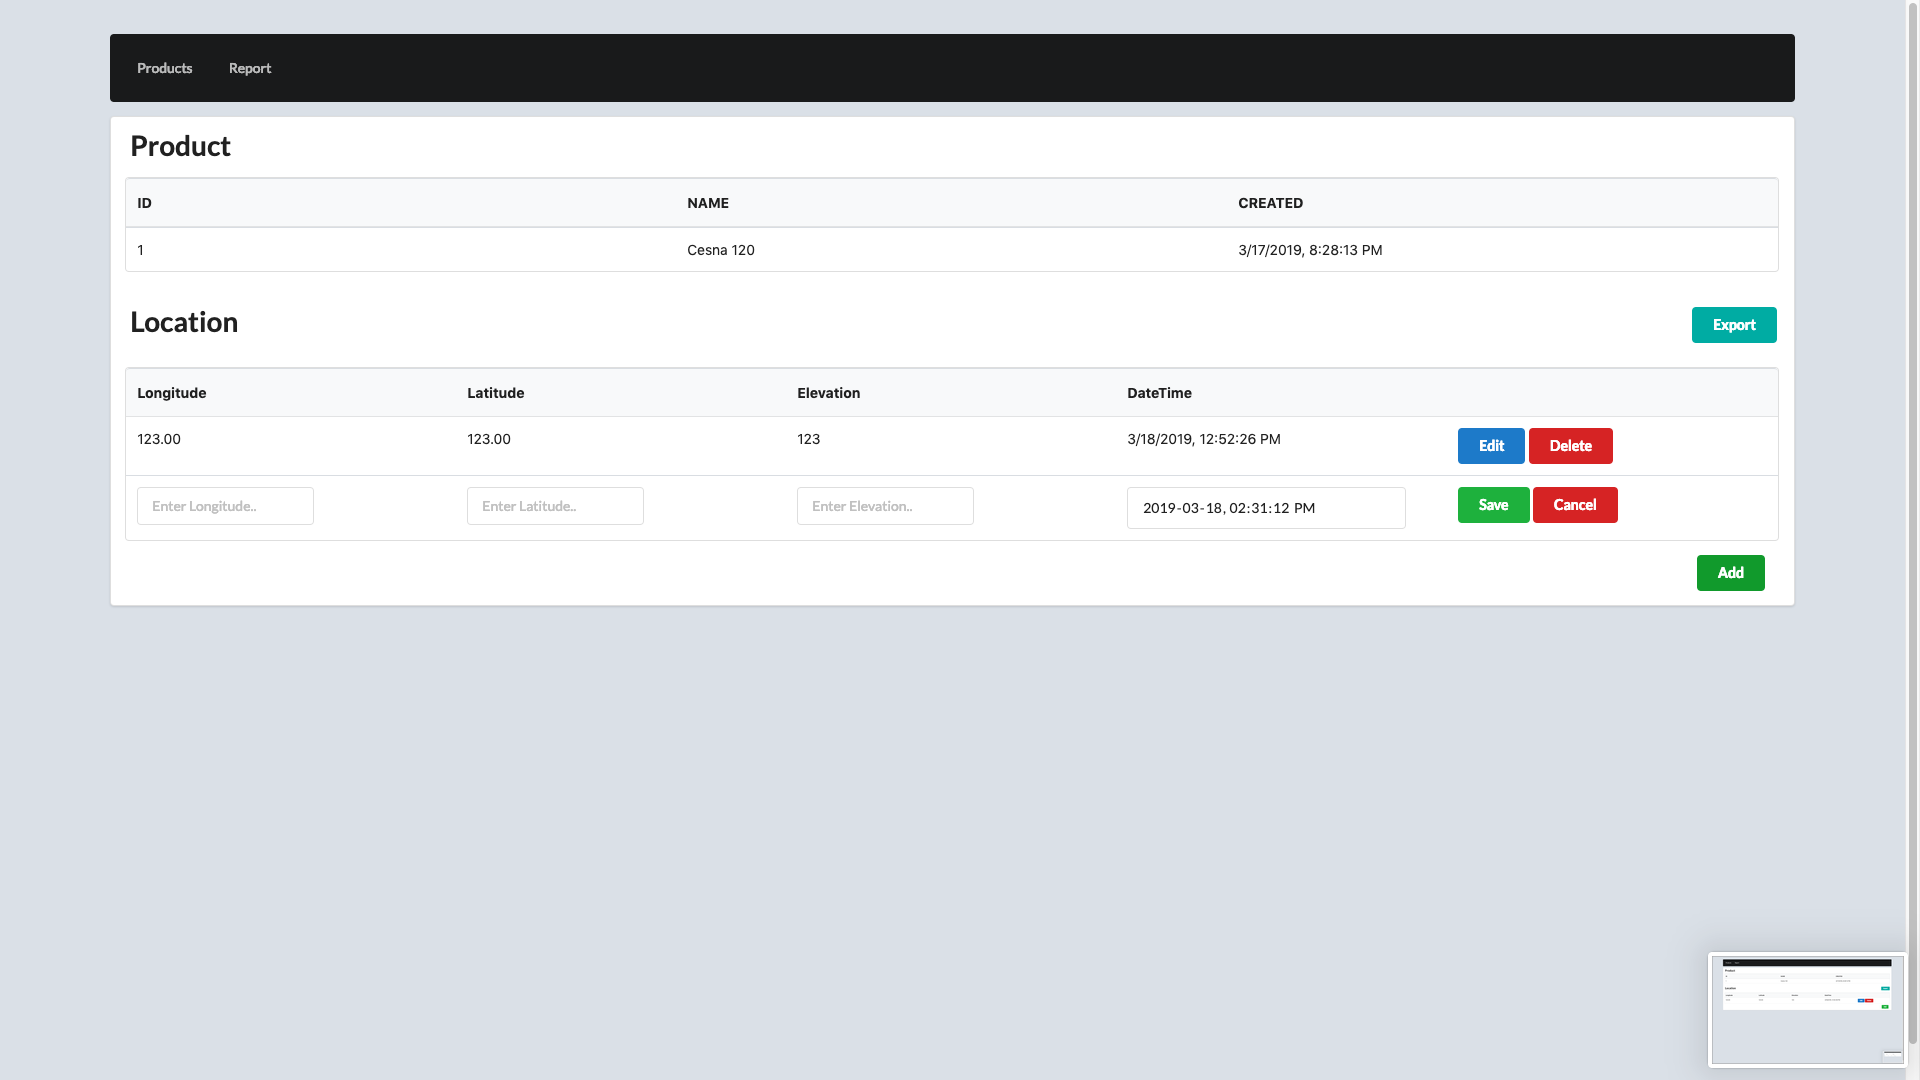 Products Report
Product
ID NAME CREATED
1 Cesna 120 3/17/2019, 8:28:13 PM
Location Export
Longitude Latitude Elevation DateTime
123.00 123.00 123 3/18/2019, 12:52:26 PM Edit Delete
Enter Longitude.. Enter Latitude.. Enter Elevation.. 2019-03-18, 02:31:12 PM Save Cancel
Add